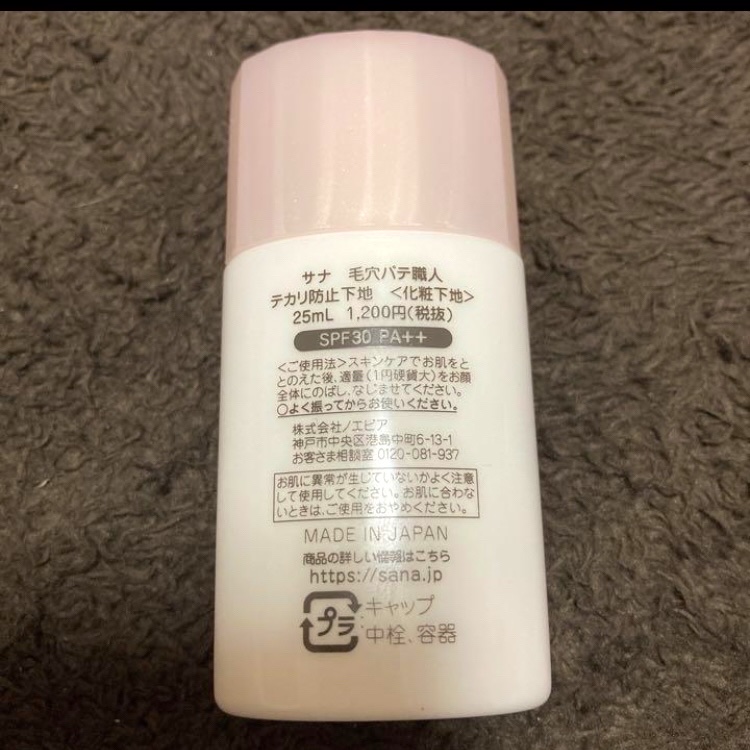 サナ　毛穴パテ職人
テカリ防止下地　＜化粧下地＞
25mL 1,200円(税抜)
SPF30 PA++
＜ご使用法＞スキンケアでお肌をと
とのえた後、適量(1円硬貨大)をお顔
全体にのばし、なじませてください。
○よく振ってからお使いください。
株式会社ノエビア
神戸市中央区港島中町6-13-1
お客さま相談室 0120-081-937
お肌に異常が生じていないかよく注意
して使用してください。お肌に合わな
いときは、ご使用をおやめください。
MADE IN JAPAN
商品の詳しい情報はこちら
https://sana.jp
プラ
キャップ
中栓、容器